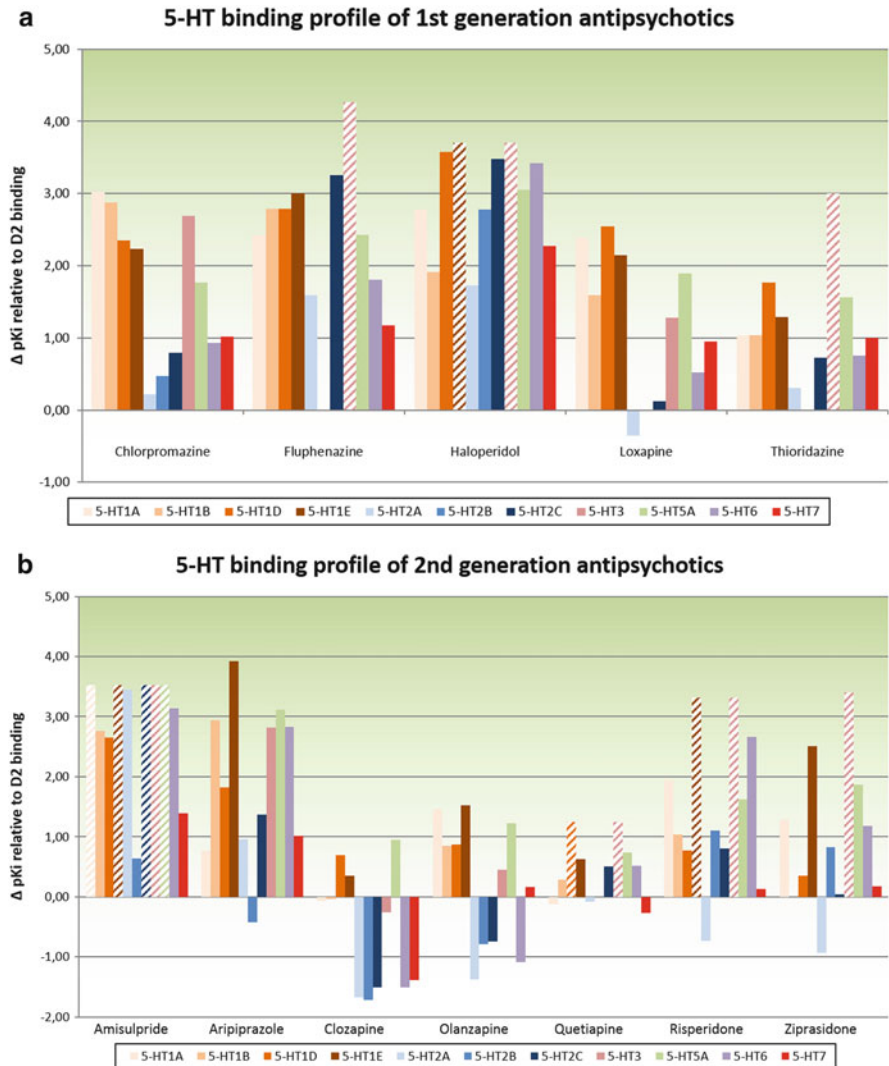 a
5-HT binding profile of 1st generation antipsychotics
Δ pKi relative to D2 binding
5,00
4,00
3,00
2,00
1,00
0,00
-1,00
Chlorpromazine Fluphenazine Haloperidol Loxapine Thioridazine
5-HT1A 5-HT1B 5-HT1D 5-HT1E 5-HT2A 5-HT2B 5-HT2C 5-HT3 5-HT5A 5-HT6 5-HT7
b
5-HT binding profile of 2nd generation antipsychotics
Δ pKi relative to D2 binding
5,00
4,00
3,00
2,00
1,00
0,00
-1,00
-2,00
Amisulpride Aripiprazole Clozapine Olanzapine Quetiapine Risperidone Ziprasidone
5-HT1A 5-HT1B 5-HT1D 5-HT1E 5-HT2A 5-HT2B 5-HT2C 5-HT3 5-HT5A 5-HT6 5-HT7